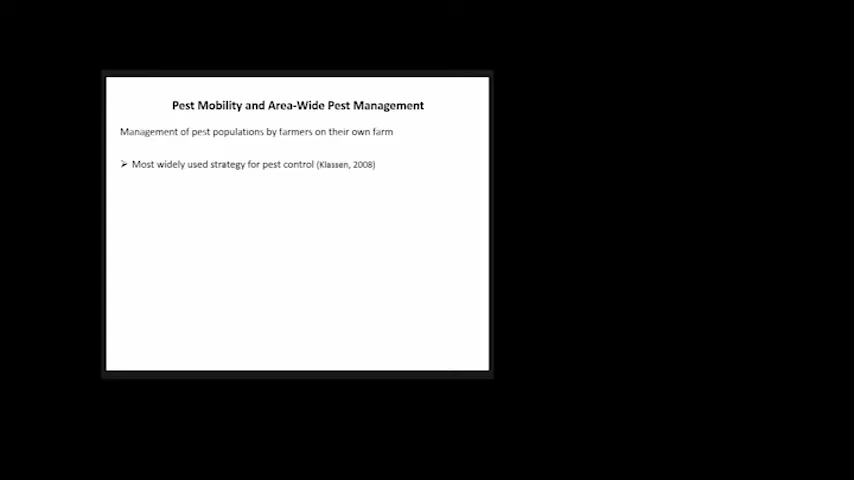 Pest Mobility and Area-Wide Pest Management
Management of pest populations by farmers on their own farm
➢ Most widely used strategy for pest control (Klassen, 2008)